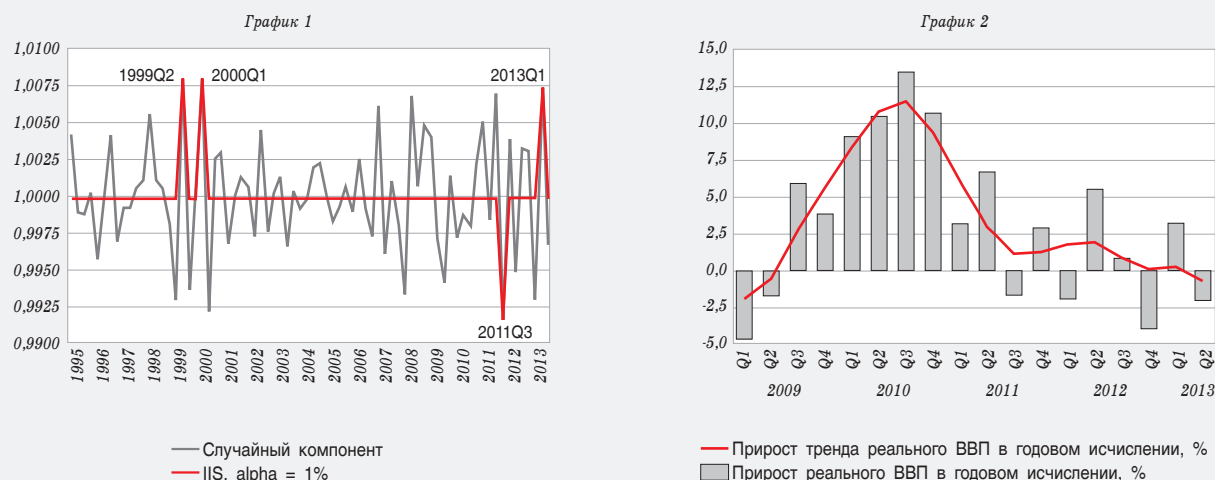 График 1
1,0100
1,0075
1,0050
1,0025
1,0000
0,9975
0,9950
0,9925
0,9900
1999Q2
2000Q1
2013Q1
2011Q3
1995
1996
1997
1998
1999
2000
2001
2002
2003
2004
2005
2006
2007
2008
2009
2010
2011
2012
2013
Случайный компонент
IIS, alpha = 1%
График 2
15,0
12,5
10,0
7,5
5,0
2,5
0,0
-2,5
-5,0
Q1
Q2
Q3
Q4
Q1
Q2
Q3
Q4
Q1
Q2
Q3
Q4
Q1
Q2
Q3
Q4
Q1
Q2
2009
2010
2011
2012
2013
Прирост тренда реального ВВП в годовом исчислении, %
Прирост реального ВВП в годовом исчислении, %